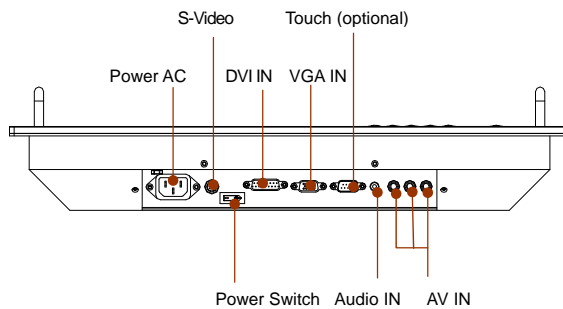 S-Video Touch (optional)
Power AC DVI IN VGA IN
Power Switch Audio IN AV IN